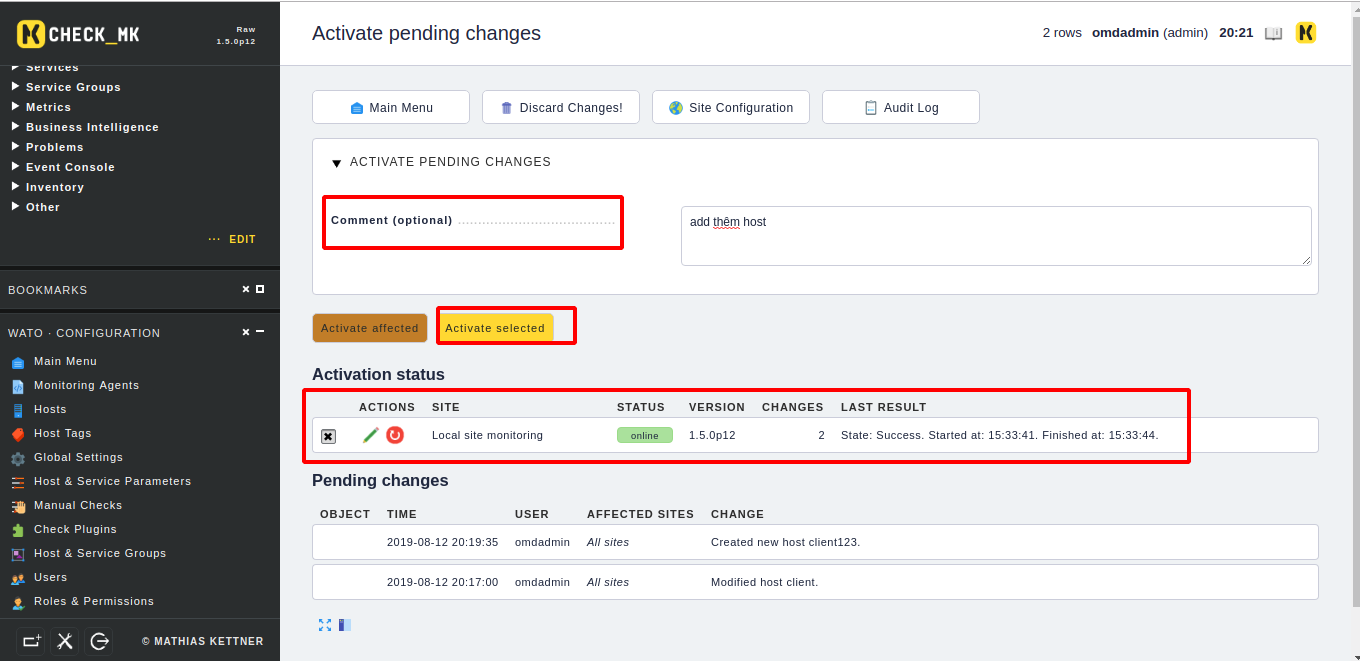 CHECK_MK
Raw
1.5.0p12
Activate pending changes
2 rows omdadmin (admin) 20:21
Services
Service Groups
Metrics
Business Intelligence
Problems
Event Console
Inventory
Other
... EDIT
BOOKMARKS
WATO · CONFIGURATION
Main Menu
Monitoring Agents
Hosts
Host Tags
Global Settings
Host & Service Parameters
Manual Checks
Check Plugins
Host & Service Groups
Users
Roles & Permissions
© MATHIAS KETTNER
Main Menu
Discard Changes!
Site Configuration
Audit Log
ACTIVATE PENDING CHANGES
Comment (optional)
add thêm host
Activate affected
Activate selected
Activation status
ACTIONS SITE STATUS VERSION CHANGES LAST RESULT
Local site monitoring online 1.5.0p12 2 State: Success. Started at: 15:33:41. Finished at: 15:33:44.
Pending changes
OBJECT TIME USER AFFECTED SITES CHANGE
2019-08-12 20:19:35 omdadmin All sites Created new host client123.
2019-08-12 20:17:00 omdadmin All sites Modified host client.